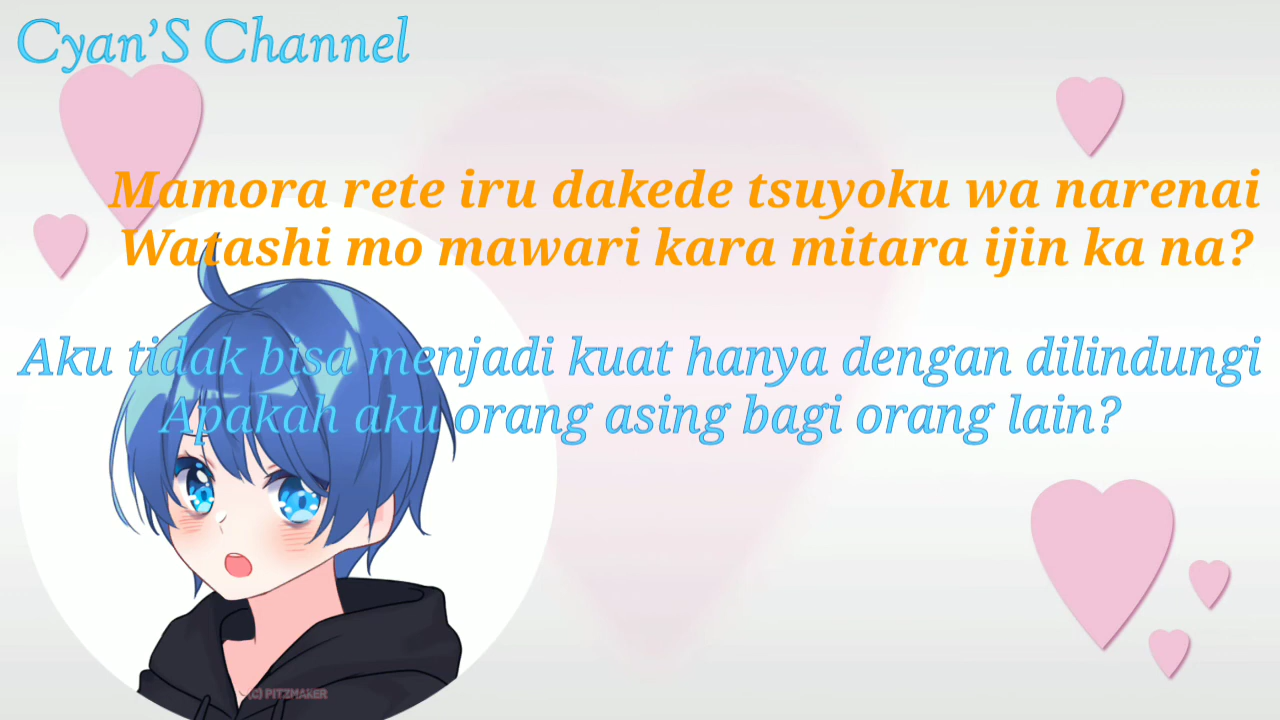 Cyan'S Channel
Mamora rete iru dakede tsuyoku wa narenai
Watashi mo mawari kara mitara ijin ka na?
Aku tidak bisa menjadi kuat hanya dengan dilindungi
Apakah aku orang asing bagi orang lain?
(C) PITZMAKER